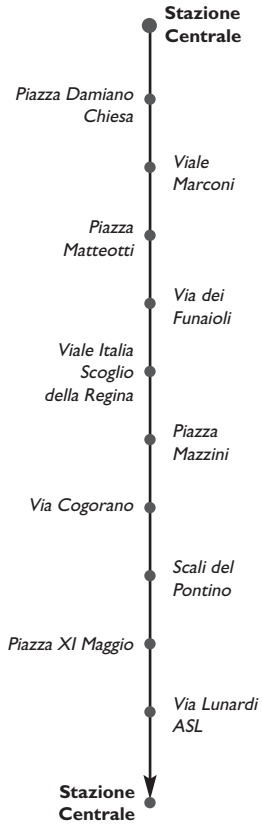 Stazione
Centrale
Piazza Damiano
Chiesa
Viale
Marconi
Piazza
Matteotti
Via dei
Funaioli
Viale Italia
Scoglio
della Regina
Piazza
Mazzini
Via Cogorano
Scali del
Pontino
Piazza XI Maggio
Via Lunardi
ASL
Stazione
Centrale